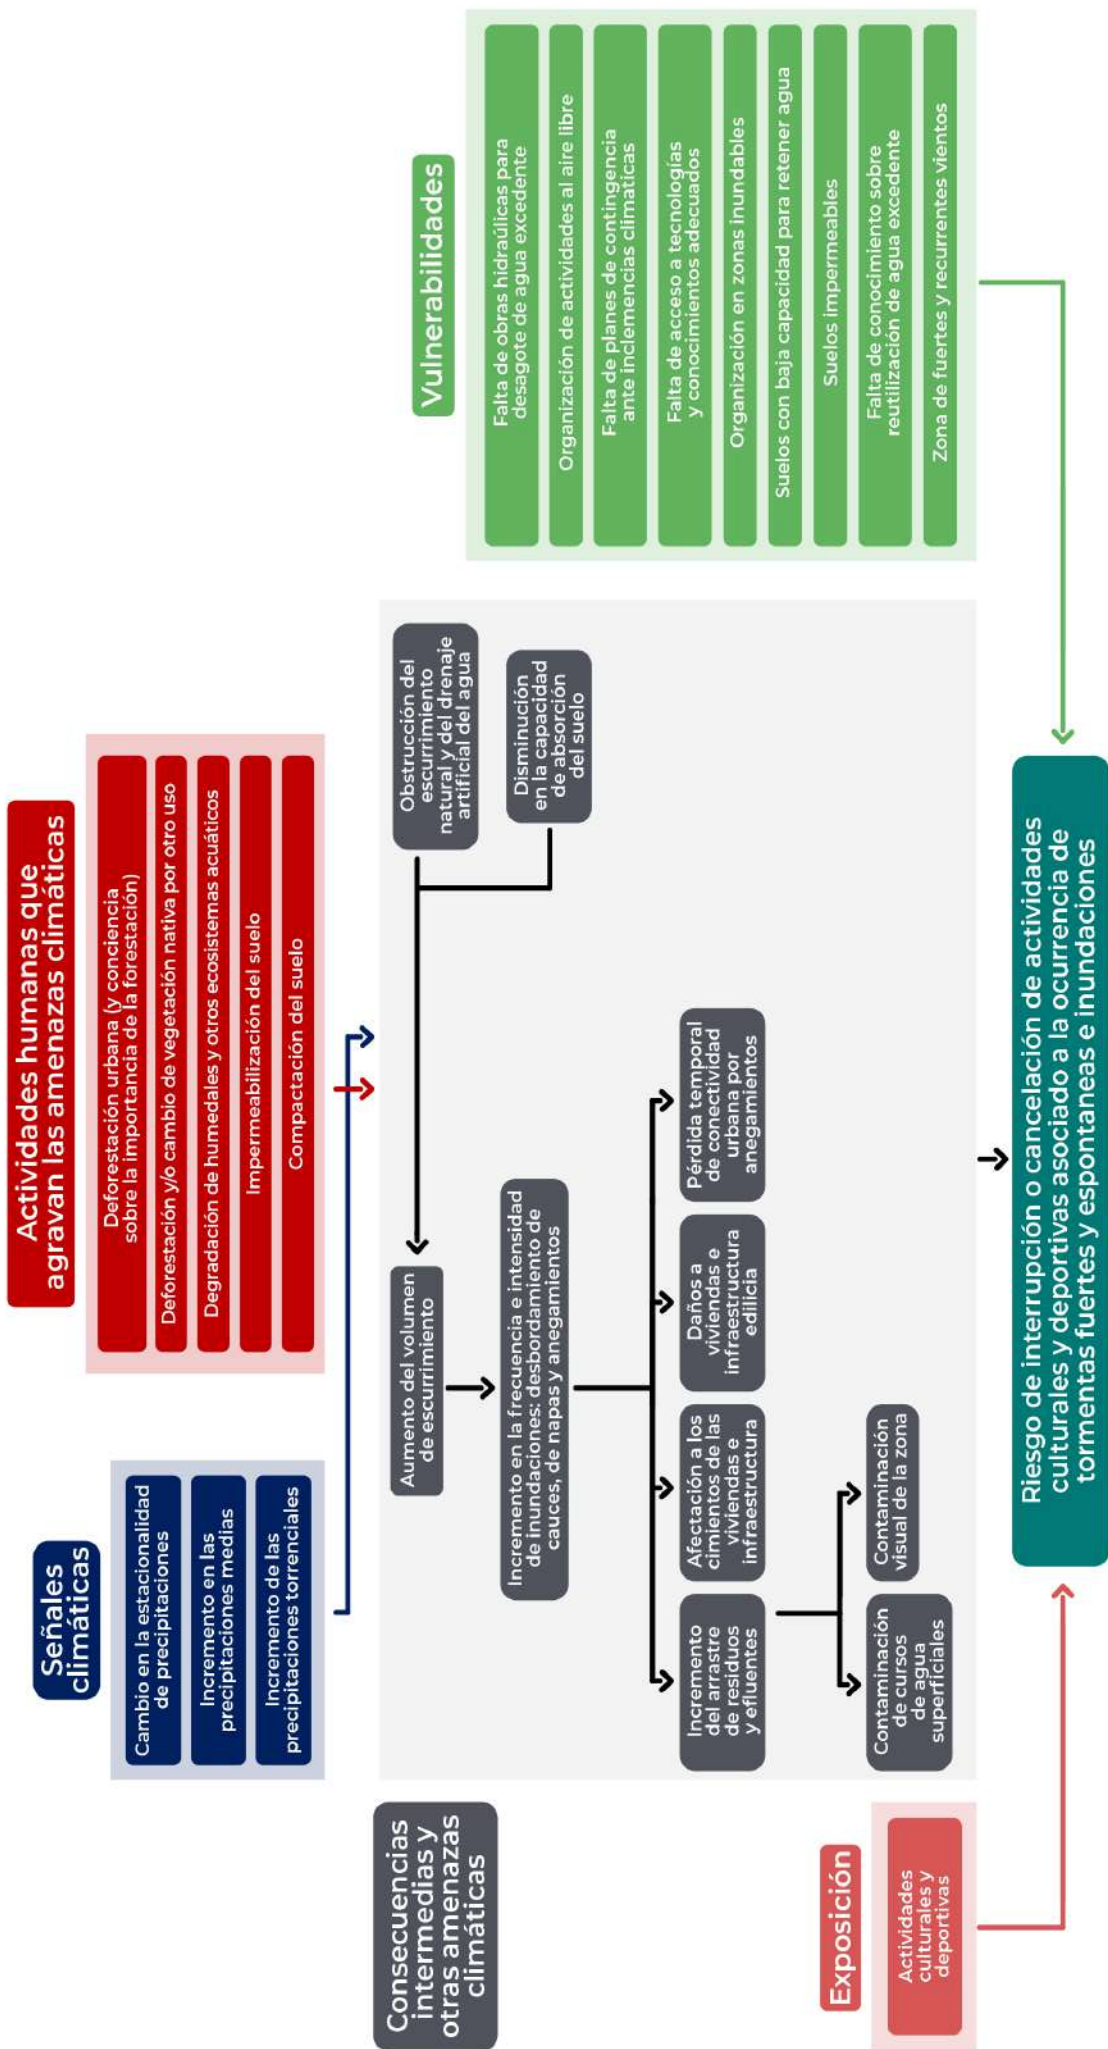 Señales
climáticas
Cambio en la estacionalidad
de precipitaciones
Incremento en las
precipitaciones medias
Incremento de las
precipitaciones torrenciales
Actividades humanas que
agravan las amenazas climáticas
Deforestación urbana (y conciencia
sobre la importancia de la forestación)
Deforestación y/o cambio de vegetación nativa por otro uso
Degradación de humedales y otros ecosistemas acuáticos
Impermeabilización del suelo
Compactación del suelo
Consecuencias
intermedias y
otras amenazas
climáticas
Aumento del volumen
de escurrimiento
Obstrucción del
escurrimiento
natural y del drenaje
artificial del agua
Disminución
en la capacidad
de absorción
del suelo
Incremento en la frecuencia e intensidad
de inundaciones: desbordamiento de
cauces, de napas y anegamientos
Incremento
del arrastre
de residuos
y efluentes
Afectación a los
cimientos de las
viviendas e
infraestructura
Daños a
viviendas e
infraestructura
edilicia
Pérdida temporal
de conectividad
urbana por
anegamientos
Contaminación
de cursos
de agua
superficiales
Contaminación
visual de la zona
Vulnerabilidades
Falta de obras hidraúlicas para
desagote de agua excedente
Organización de actividades al aire libre
Falta de planes de contingencia
ante inclemencias climáticas
Falta de acceso a tecnologías
y conocimientos adecuados
Organización en zonas inundables
Suelos con baja capacidad para retener agua
Suelos impermeables
Falta de conocimiento sobre
reutilización de agua excedente
Zona de fuertes y recurrentes vientos
Exposición
Actividades
culturales y
deportivas
Riesgo de interrupción o cancelación de actividades
culturales y deportivas asociado a la ocurrencia de
tormentas fuertes y espontaneas e inundaciones